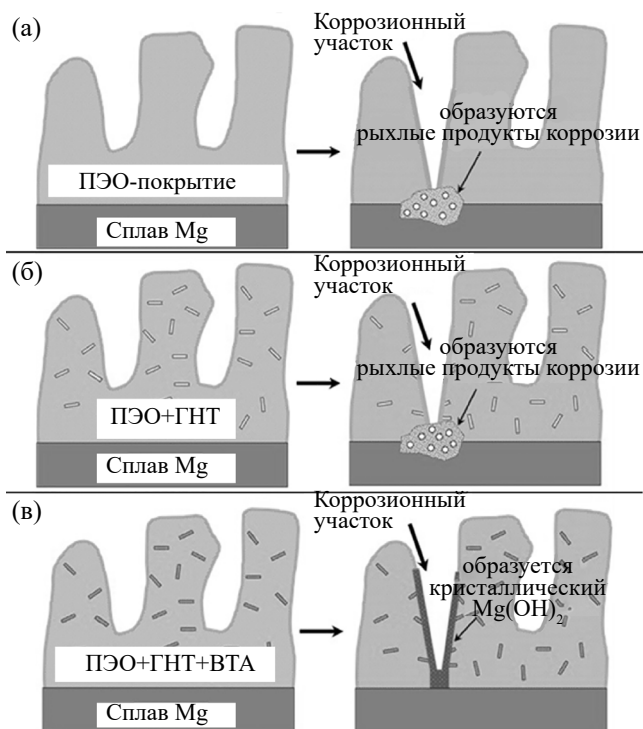 (а)
Коррозионный
участок
образуются
рыхлые продукты коррозии
ПЭО-покрытие
Сплав Mg
(б)
Коррозионный
участок
образуются
рыхлые продукты коррозии
ПЭО+ГНТ
Сплав Mg
(в)
Коррозионный
участок
образуется
кристаллический
Mg(OH)₂
ПЭО+ГНТ+ВТА
Сплав Mg